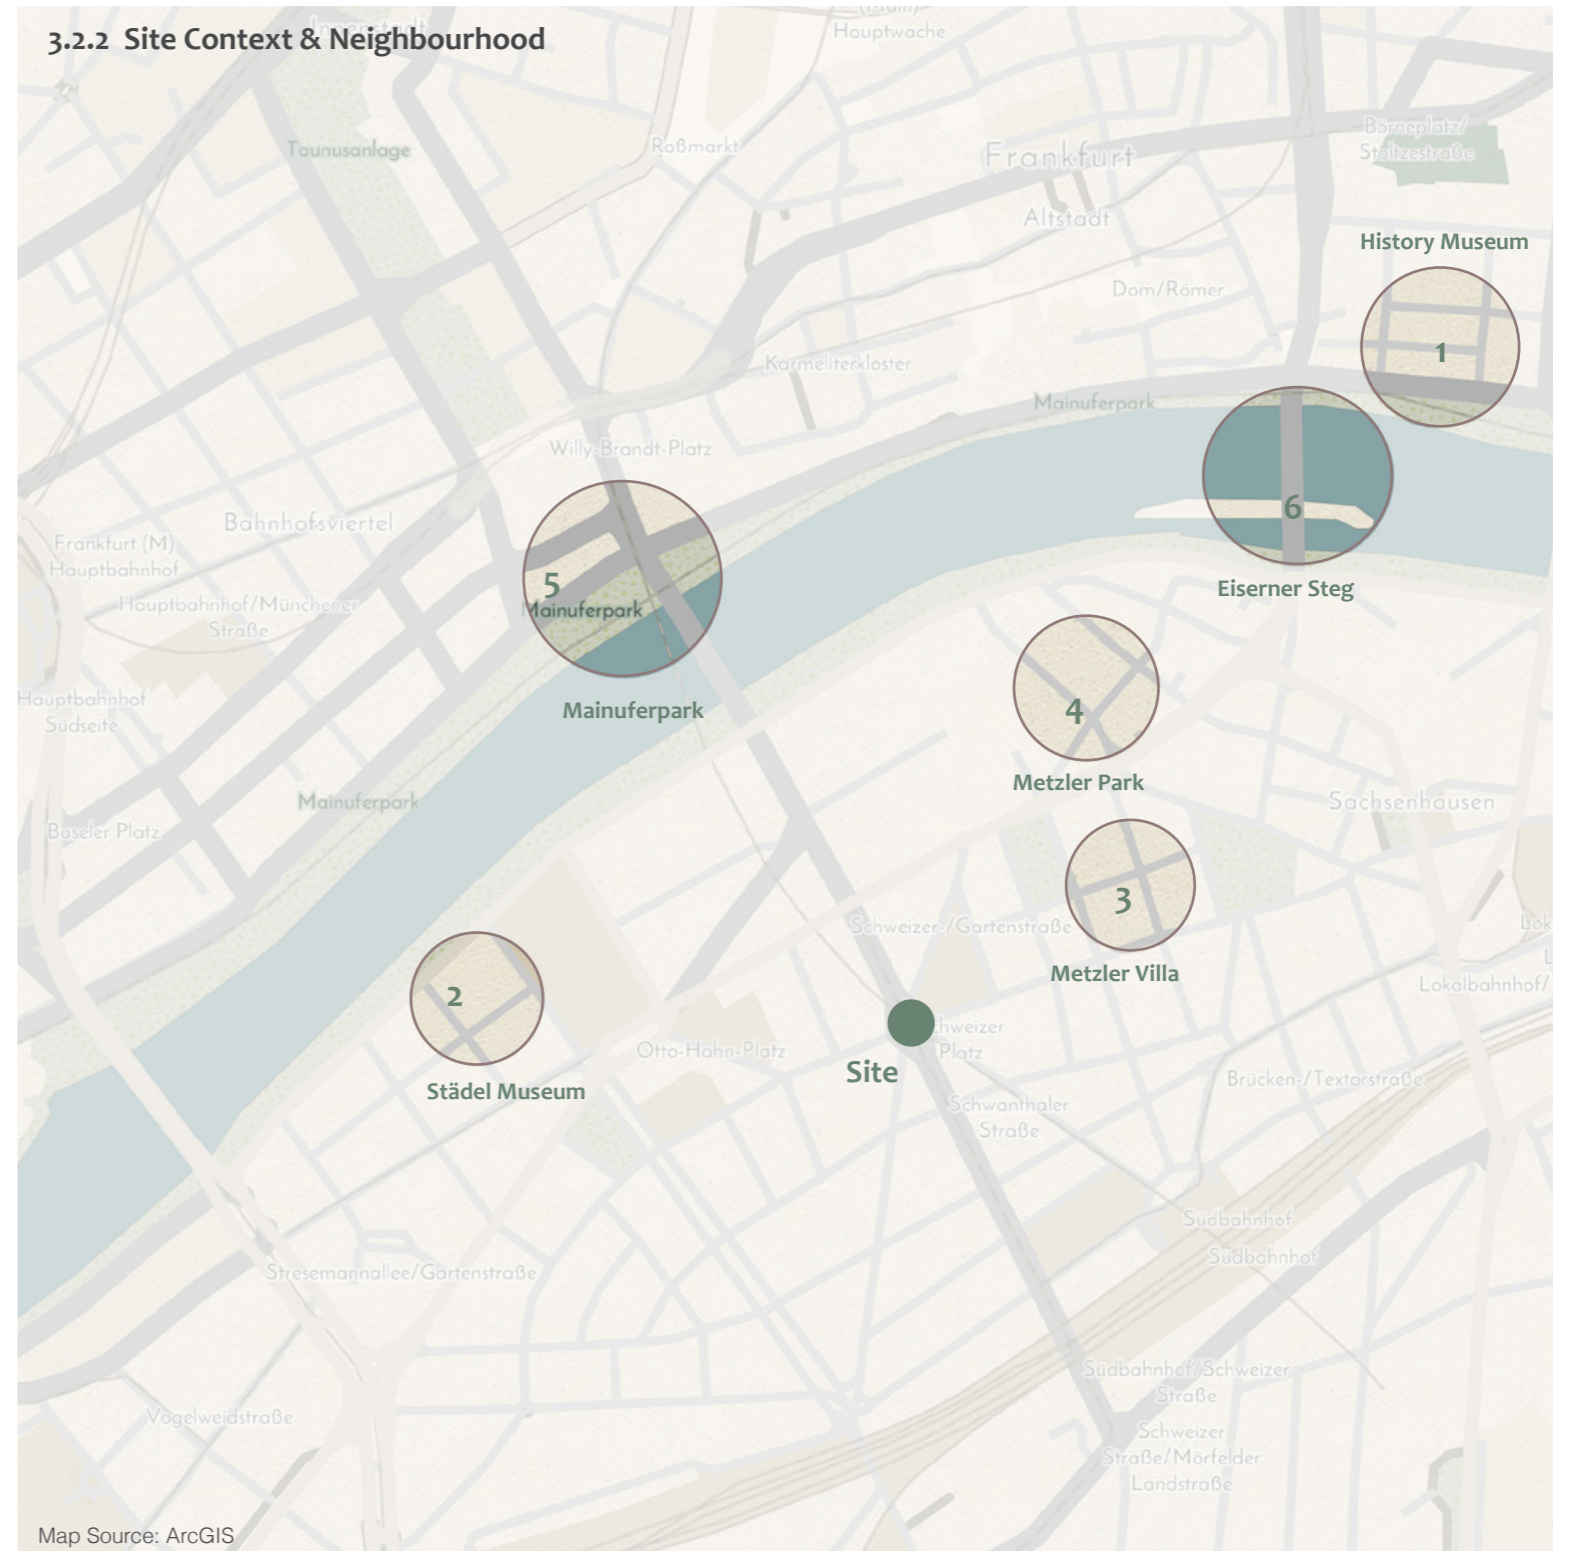 3.2.2 Site Context & Neighbourhood
Innenstadt
(Main)
Hauptwache
Taunusanlage
Roßmarkt
Frankfurt
Börneplatz/
Stoltzestraße
Altstadt
History Museum
Dom/Römer
1
Karmeliterkloster
Mainuferpark
Willy-Brandt-Platz
6
Bahnhofsviertel
Frankfurt (M)
Hauptbahnhof
5
Mainuferpark
Eiserner Steg
Hauptbahnhof/Münchener
Straße
Hauptbahnhof
Südseite
Mainuferpark
4
Metzler Park
Mainuferpark
Sachsenhausen
Baseler Platz
3
Schweizer-/Gartenstraße
Lok
L
Metzler Villa
Lokalbahnhof/
2
hweizer
Platz
Otto-Hahn-Platz
Site
Städel Museum
Brücken-/Textorstraße
Schwanthaler
Straße
Südbahnhof
Südbahnhof
Stresemannallee/Gartenstraße
Südbahnhof/Schweizer
Straße
Vogelweidstraße
Schweizer
Straße/Mörfelder
Landstraße
Map Source: ArcGIS